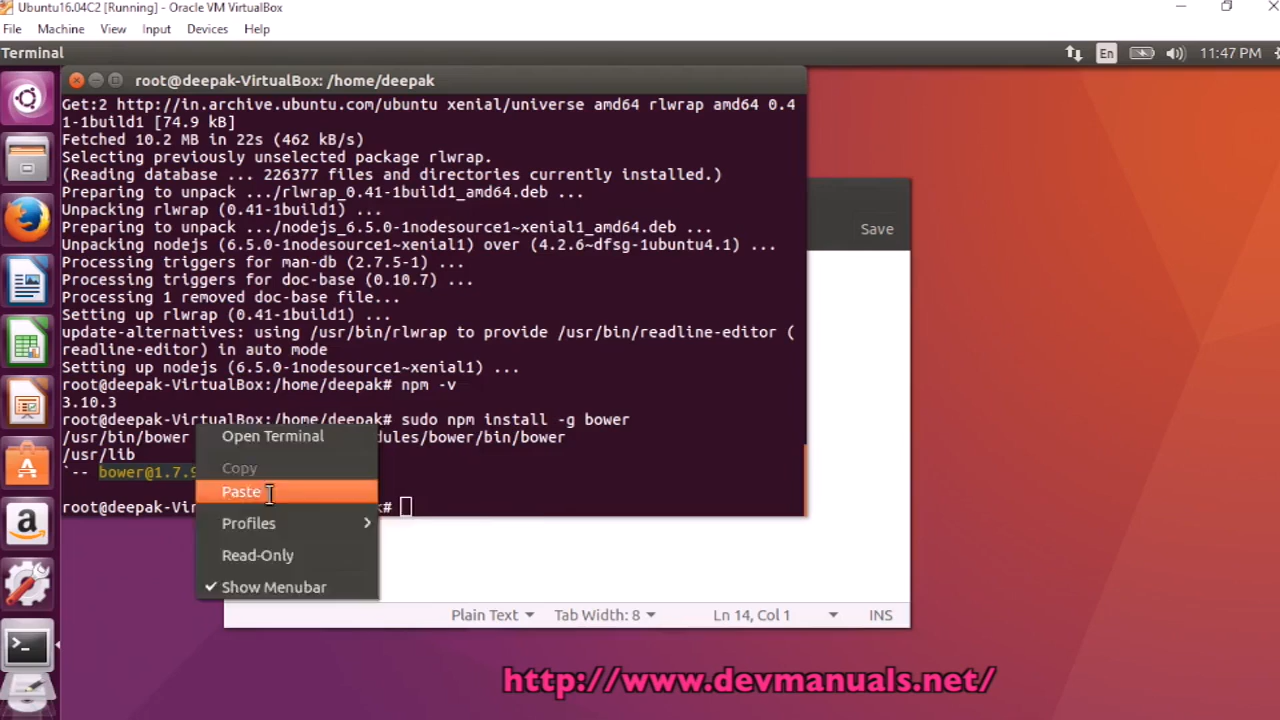 Ubuntu16.04C2 [Running] - Oracle VM VirtualBox
File Machine View Input Devices Help
Terminal En 11:47 PM
root@deepak-VirtualBox: /home/deepak
Get:2 http://in.archive.ubuntu.com/ubuntu xenial/universe amd64 rlwrap amd64 0.4
1-1build1 [74.9 kB]
Fetched 10.2 MB in 22s (462 kB/s)
Selecting previously unselected package rlwrap.
(Reading database ... 226377 files and directories currently installed.)
Preparing to unpack .../rlwrap_0.41-1build1_amd64.deb ...
Unpacking rlwrap (0.41-1build1) ...
Preparing to unpack .../nodejs_6.5.0-1nodesource1~xenial1_amd64.deb ...
Unpacking nodejs (6.5.0-1nodesource1~xenial1) over (4.2.6~dfsg-1ubuntu4.1) ...
Processing triggers for man-db (2.7.5-1) ...
Processing triggers for doc-base (0.10.7) ...
Processing 1 removed doc-base file...
Setting up rlwrap (0.41-1build1) ...
update-alternatives: using /usr/bin/rlwrap to provide /usr/bin/readline-editor (
readline-editor) in auto mode
Setting up nodejs (6.5.0-1nodesource1~xenial1) ...
root@deepak-VirtualBox:/home/deepak# npm -v
3.10.3
root@deepak-VirtualBox:/home/deepak# sudo npm install -g bower
/usr/bin/bower dules/bower/bin/bower
/usr/lib
`-- bower@1.7.9
root@deepak-Vir k#
Open Terminal
Copy
Paste
Profiles
Read-Only
Show Menubar
Save
Plain Text Tab Width: 8 Ln 14, Col 1 INS
http://www.devmanuals.net/